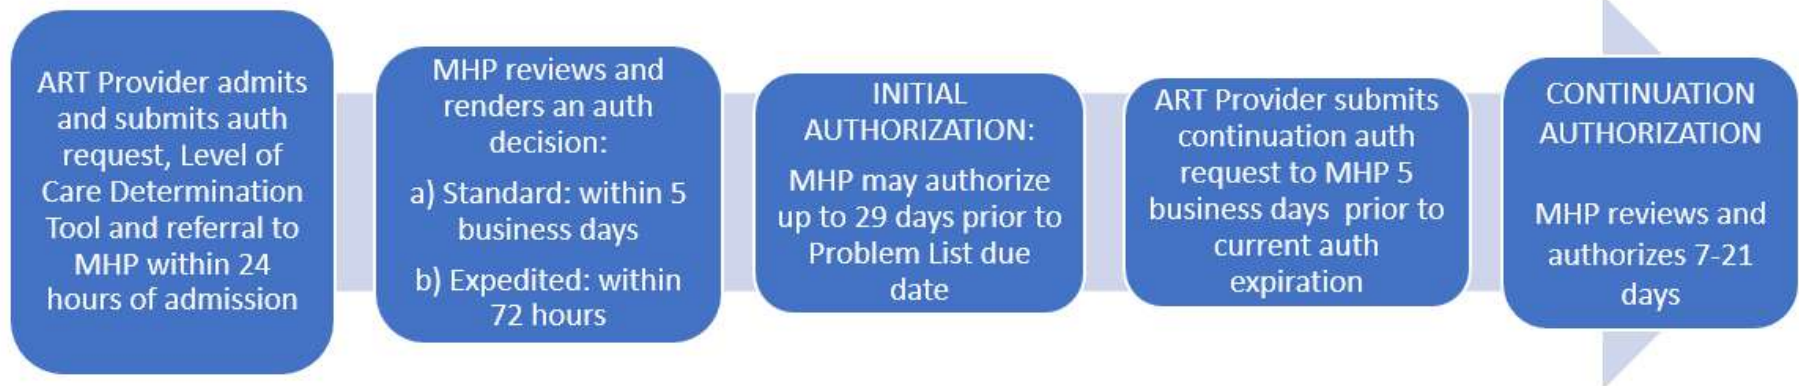 ART Provider admits
and submits auth
request, Level of
Care Determination
Tool and referral to
MHP within 24
hours of admission
MHP reviews and
renders an auth
decision:
a) Standard: within 5
business days
b) Expedited: within
72 hours
INITIAL
AUTHORIZATION:
MHP may authorize
up to 29 days prior to
Problem List due
date
ART Provider submits
continuation auth
request to MHP 5
business days prior to
current auth
expiration
CONTINUATION
AUTHORIZATION
MHP reviews and
authorizes 7-21
days